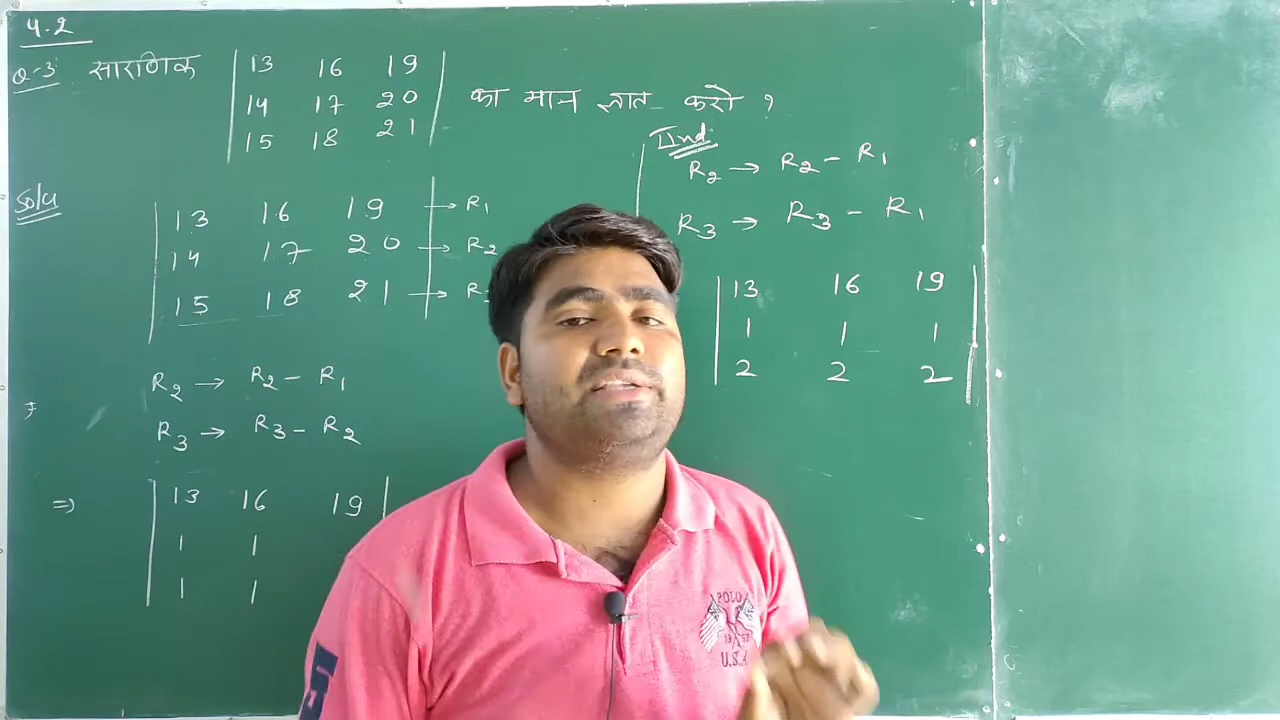 4.2
Q-3 सारणिक
13 16 19
14 17 20
15 18 21
का मान ज्ञात करो ?
Soln
13 16 19 → R1
14 17 20 → R2
15 18 21 → R
R2 → R2 - R1
R3 → R3 - R2
⇒ 13 16 19
1 1
1 1
IInd
R2 → R2 - R1
R3 → R3 - R1
13 16 19
1 1 1
2 2 2
POLO
U.S.A